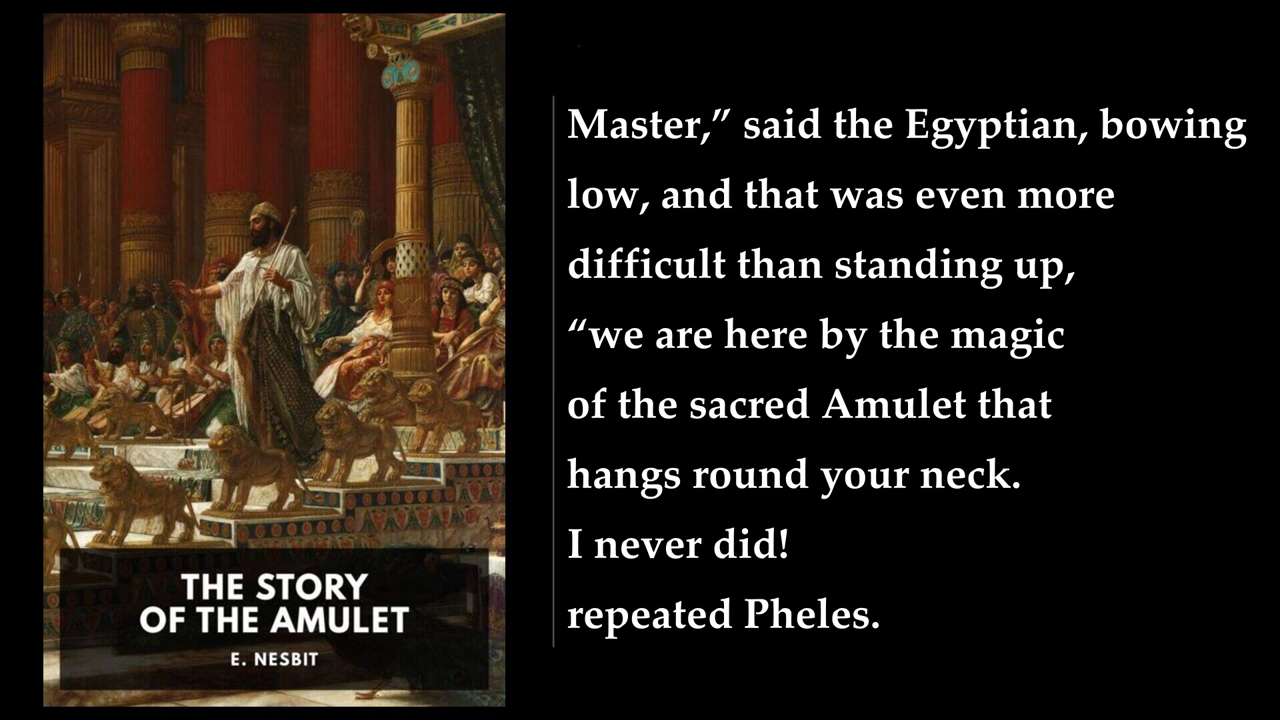 THE STORY
OF THE AMULET
E. NESBIT
Master,” said the Egyptian, bowing
low, and that was even more
difficult than standing up,
“we are here by the magic
of the sacred Amulet that
hangs round your neck.
I never did!
repeated Pheles.